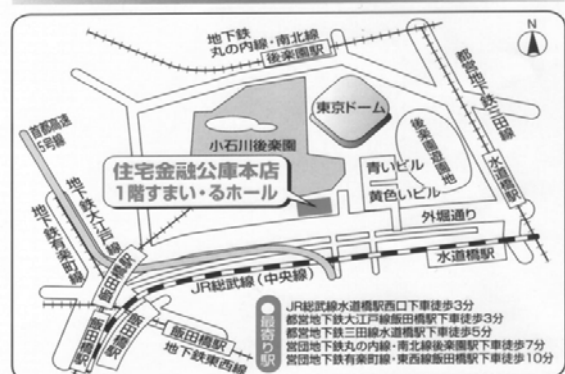 N
地下鉄
丸の内線・南北線
後楽園駅
都営地下鉄三田線
東京ドーム
首都高速
5号線
小石川後楽園
後楽園遊園地
水道橋駅
住宅金融公庫本店
1階すまい・るホール
青いビル
黄色いビル
地下鉄大江戸線
地下鉄有楽町線
外堀通り
飯田橋駅
JR総武線(中央線)
水道橋駅
飯田橋駅
飯田橋駅
飯田橋駅
地下鉄東西線
最寄り駅
JR総武線水道橋駅西口下車徒歩3分
都営地下鉄大江戸線飯田橋駅下車徒歩3分
都営地下鉄三田線水道橋駅下車徒歩5分
営団地下鉄丸の内線・南北線後楽園駅下車徒歩7分
営団地下鉄有楽町線・東西線飯田橋駅下車徒歩10分